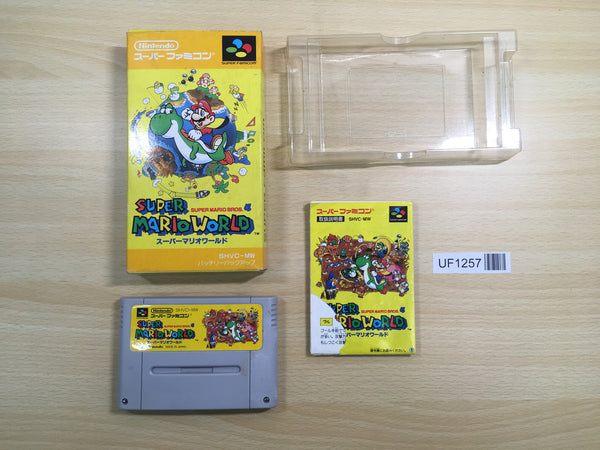 Nintendo
スーパーファミコン
SUPER FAMICOM
SUPER MARIO BROS. 4
SUPER
MARIO WORLD
スーパーマリオワールド
SHVC-MW
バッテリーバックアップ
スーパーファミコン
取扱説明書 SHVC-MW
SUPER MARIO BROS. 4
SUPER
MARIO WORLD
スーパーマリオワールド
UF1257
Nintendo
SHVC-MW
スーパーファミコン
SUPER MARIO BROS. 4
SUPER
MARIO WORLD
スーパーマリオワールド